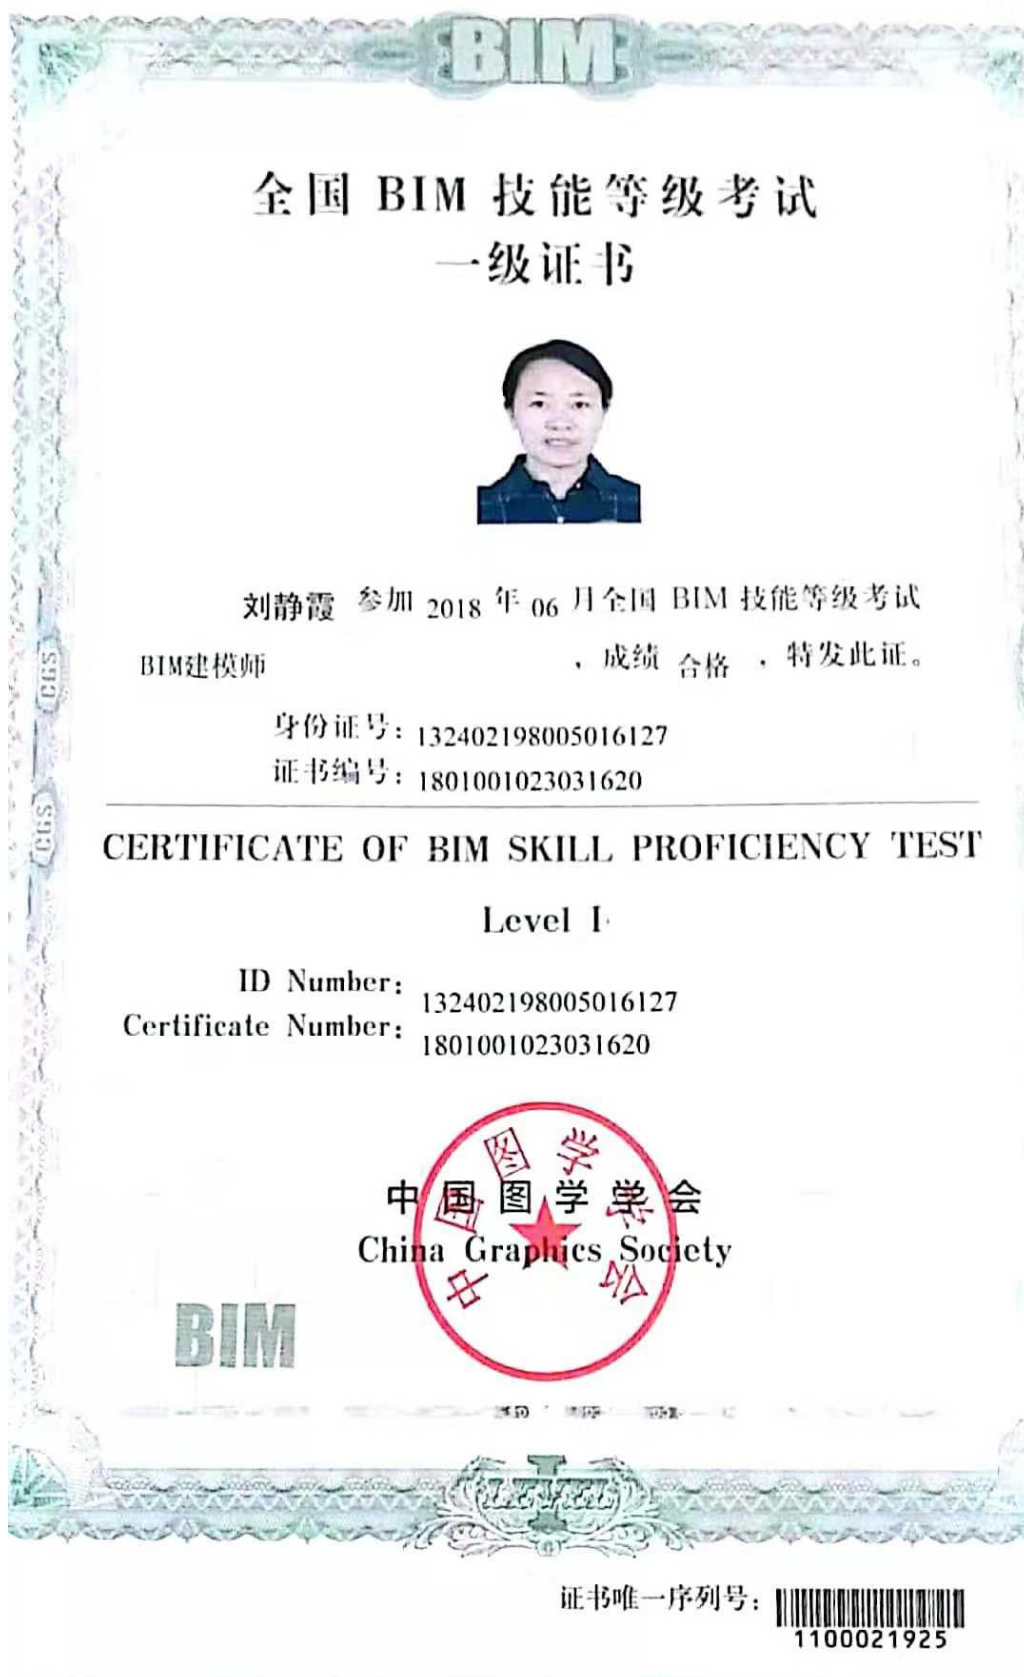 BIM
全国 BIM 技能等级考试
一级证书
刘静霞 参加 2018 年 06 月全国 BIM 技能等级考试
BIM建模师 ，成绩 合格 ，特发此证。
身份证号：132402198005016127
证书编号：1801001023031620
CGS
CGS
CERTIFICATE OF BIM SKILL PROFICIENCY TEST
Level I
ID Number: 132402198005016127
Certificate Number: 1801001023031620
中国图学学会
中国图学学会
China Graphics Society
BIM
I
证书唯一序列号：
1100021925